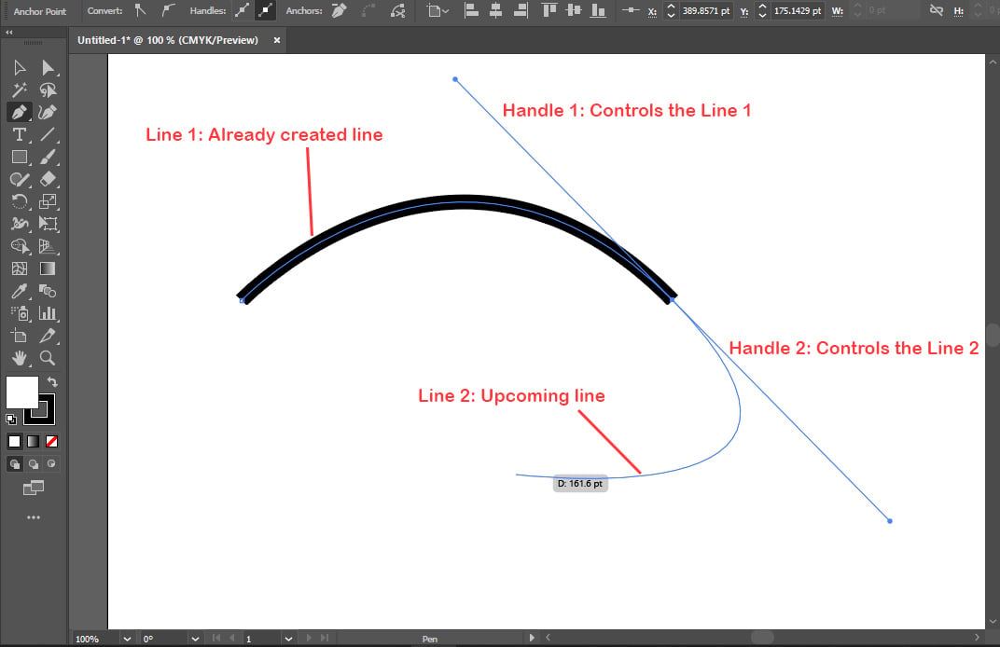 Anchor Point Convert: Handles: Anchors: X: 389.8571 pt Y: 175.1429 pt W: 0 pt H: 0 p
Untitled-1* @ 100 % (CMYK/Preview) ×
Handle 1: Controls the Line 1
Line 1: Already created line
Handle 2: Controls the Line 2
Line 2: Upcoming line
D: 161.6 pt
100% 0° 1 Pen